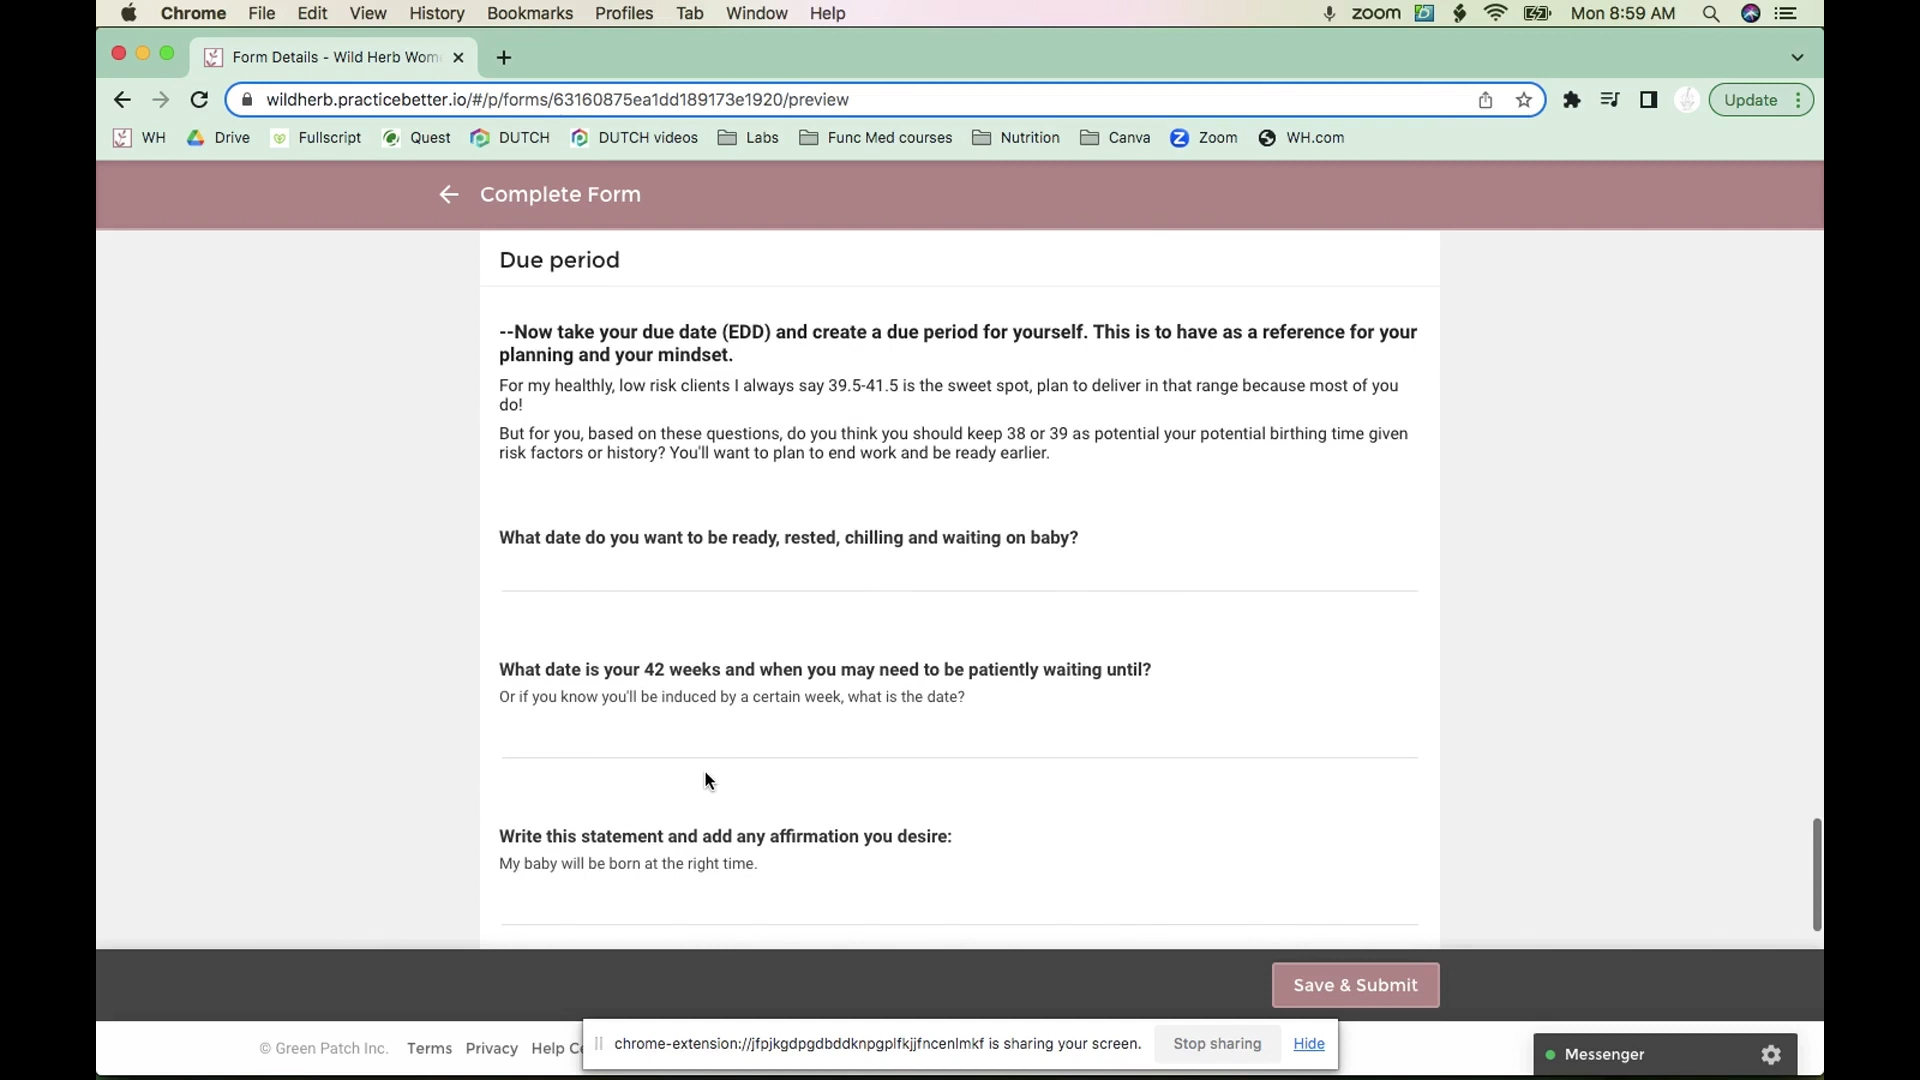 Chrome File Edit View History Bookmarks Profiles Tab Window Help zoom Mon 8:59 AM
Form Details - Wild Herb Wom
wildherb.practicebetter.io/#/p/forms/63160875ea1dd189173e1920/preview Update
WH Drive Fullscript Quest DUTCH DUTCH videos Labs Func Med courses Nutrition Canva Zoom WH.com
Complete Form
Due period
--Now take your due date (EDD) and create a due period for yourself. This is to have as a reference for your
planning and your mindset.
For my healthly, low risk clients I always say 39.5-41.5 is the sweet spot, plan to deliver in that range because most of you
do!
But for you, based on these questions, do you think you should keep 38 or 39 as potential your potential birthing time given
risk factors or history? You'll want to plan to end work and be ready earlier.
What date do you want to be ready, rested, chilling and waiting on baby?
What date is your 42 weeks and when you may need to be patiently waiting until?
Or if you know you'll be induced by a certain week, what is the date?
Write this statement and add any affirmation you desire:
My baby will be born at the right time.
Save & Submit
© Green Patch Inc. Terms Privacy Help Ce
chrome-extension://jfpjkgdpgdbddknpgplfkjjfncenlmkf is sharing your screen. Stop sharing Hide
Messenger